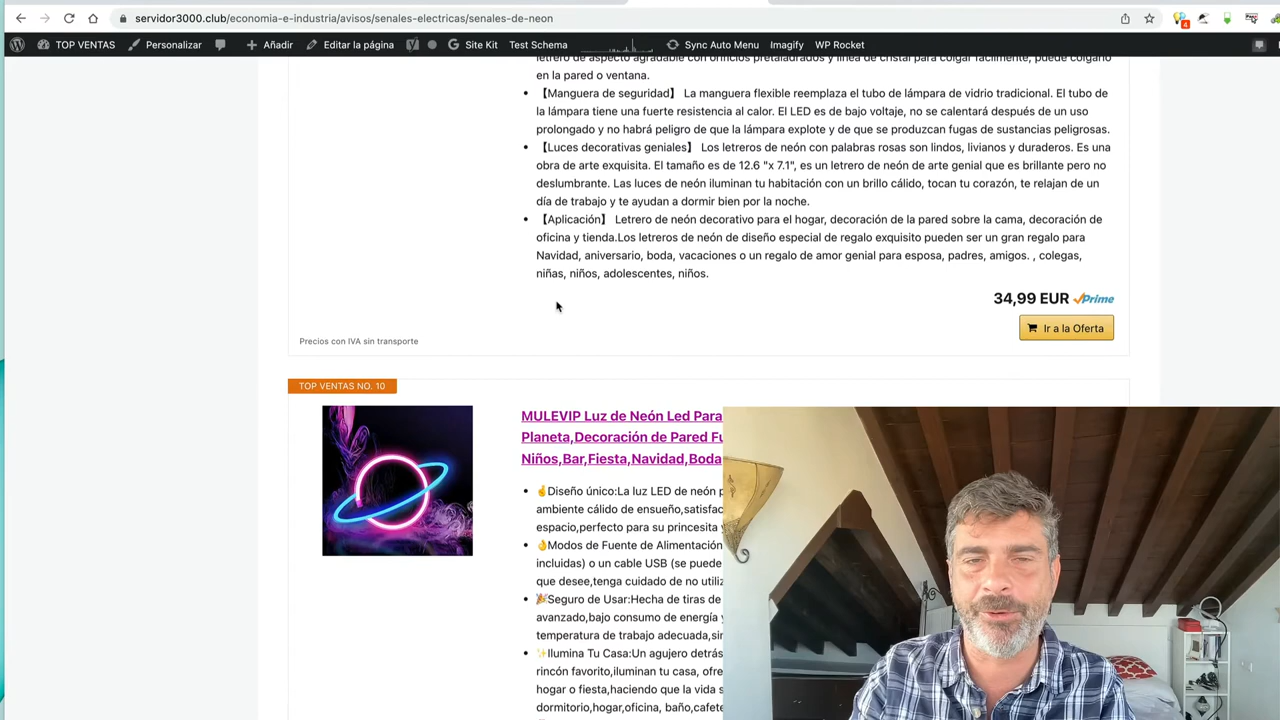 servidor3000.club/economia-e-industria/avisos/senales-electricas/senales-de-neon
TOP VENTAS Personalizar Añadir Editar la página Site Kit Test Schema Sync Auto Menu Imagify WP Rocket
letrero de aspecto agradable con orificios pretaladrados y línea de cristal para colgar fácilmente, puede colgarlo
en la pared o ventana.
• 【Manguera de seguridad】 La manguera flexible reemplaza el tubo de lámpara de vidrio tradicional. El tubo de
la lámpara tiene una fuerte resistencia al calor. El LED es de bajo voltaje, no se calentará después de un uso
prolongado y no habrá peligro de que la lámpara explote y de que se produzcan fugas de sustancias peligrosas.
• 【Luces decorativas geniales】 Los letreros de neón con palabras rosas son lindos, livianos y duraderos. Es una
obra de arte exquisita. El tamaño es de 12.6 "x 7.1", es un letrero de neón de arte genial que es brillante pero no
deslumbrante. Las luces de neón iluminan tu habitación con un brillo cálido, tocan tu corazón, te relajan de un
día de trabajo y te ayudan a dormir bien por la noche.
• 【Aplicación】 Letrero de neón decorativo para el hogar, decoración de la pared sobre la cama, decoración de
oficina y tienda.Los letreros de neón de diseño especial de regalo exquisito pueden ser un gran regalo para
Navidad, aniversario, boda, vacaciones o un regalo de amor genial para esposa, padres, amigos. , colegas,
niñas, niños, adolescentes, niños.
34,99 EUR Prime
Ir a la Oferta
Precios con IVA sin transporte
TOP VENTAS NO. 10
MULEVIP Luz de Neón Led Para
Planeta,Decoración de Pared Fu
Niños,Bar,Fiesta,Navidad,Boda
• 🤞Diseño único:La luz LED de neón p
ambiente cálido de ensueño,satisfac
espacio,perfecto para su princesita y
• 👌Modos de Fuente de Alimentación
incluidas) o un cable USB (se puede
que desee,tenga cuidado de no utiliz
• 🎉Seguro de Usar:Hecha de tiras de
avanzado,bajo consumo de energía y
temperatura de trabajo adecuada,sin
• ✨Ilumina Tu Casa:Un agujero detrás
rincón favorito,iluminan tu casa, ofre
hogar o fiesta,haciendo que la vida s
dormitorio,hogar,oficina, baño,cafete